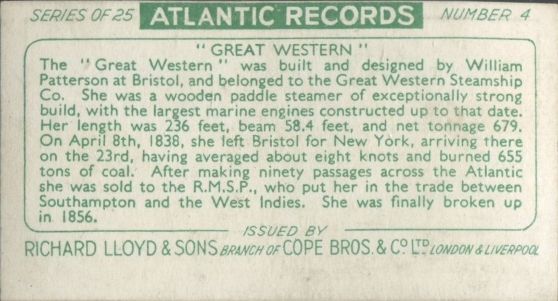 SERIES OF 25 ATLANTIC RECORDS NUMBER 4
" GREAT WESTERN "
The " Great Western " was built and designed by William
Patterson at Bristol, and belonged to the Great Western Steamship
Co. She was a wooden paddle steamer of exceptionally strong
build, with the largest marine engines constructed up to that date.
Her length was 236 feet, beam 58.4 feet, and net tonnage 679.
On April 8th, 1838, she left Bristol for New York, arriving there
on the 23rd, having averaged about eight knots and burned 655
tons of coal. After making ninety passages across the Atlantic
she was sold to the R.M.S.P., who put her in the trade between
Southampton and the West Indies. She was finally broken up
in 1856.
ISSUED BY
RICHARD LLOYD & SONS BRANCH OF COPE BROS. & CO LTD LONDON & LIVERPOOL